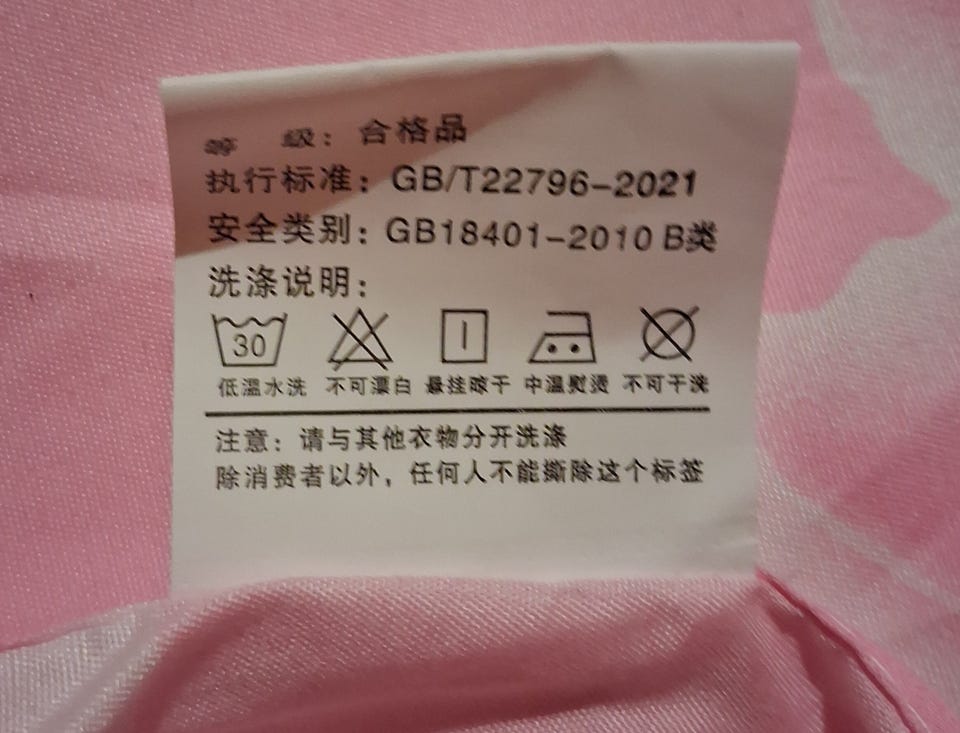 等 级：合格品
执行标准：GB/T22796-2021
安全类别：GB18401-2010 B类
洗涤说明：
30
低温水洗 不可漂白 悬挂晾干 中温熨烫 不可干洗
注意：请与其他衣物分开洗涤
除消费者以外，任何人不能撕除这个标签